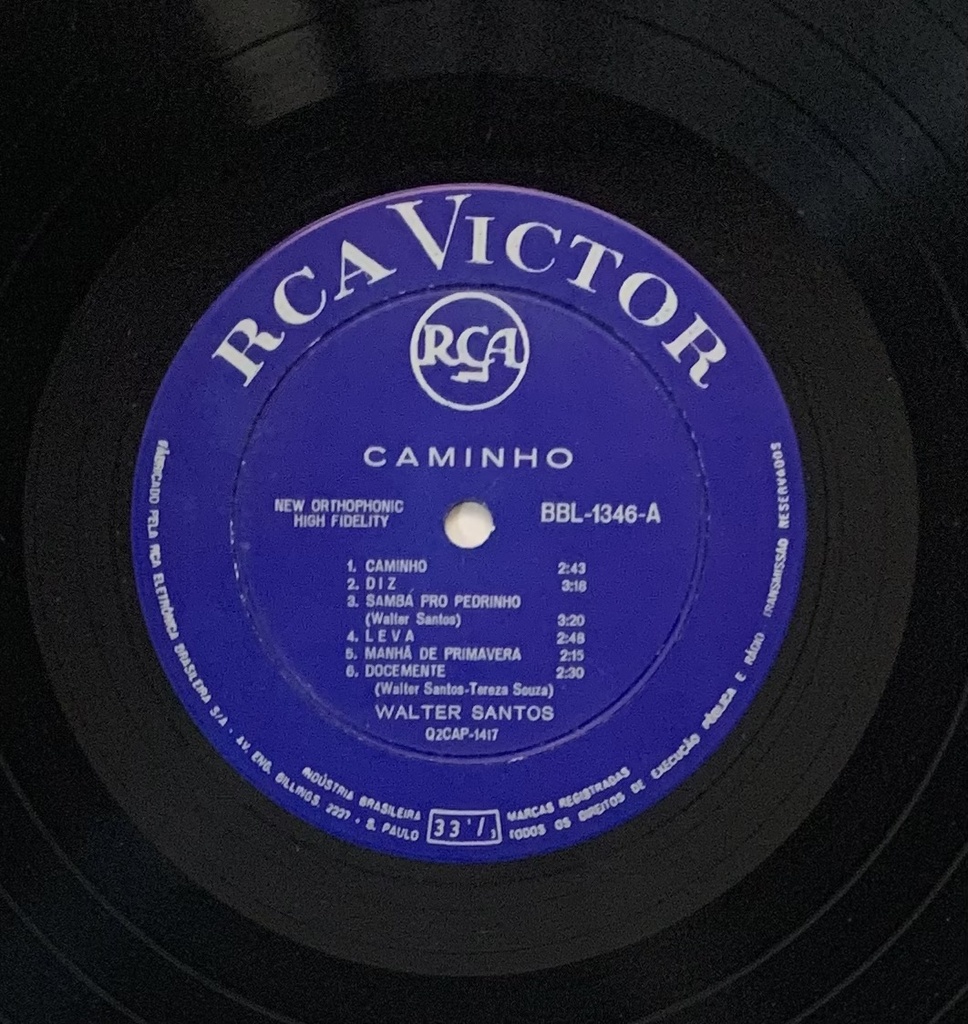 RCA VICTOR
RCA
CAMINHO
NEW ORTHOPHONIC
HIGH FIDELITY
BBL-1346-A
1. CAMINHO 2:43
2. DIZ 3:18
3. SAMBA PRO PEDRINHO
(Walter Santos) 3:20
4. LEVA 2:48
5. MANHÃ DE PRIMAVERA 2:15
6. DOCEMENTE 2:30
(Walter Santos-Tereza Souza)
WALTER SANTOS
Q2CAP-1417
FABRICADO PELA RCA ELETRÔNICA BRASILEIRA S/A - AV. ENG. BILLINGS, 2227 - S. PAULO
INDÚSTRIA BRASILEIRA
33 1/3
MARCAS REGISTRADAS
TODOS OS DIREITOS DE EXECUÇÃO PÚBLICA E RÁDIO TRANSMISSÃO RESERVADOS